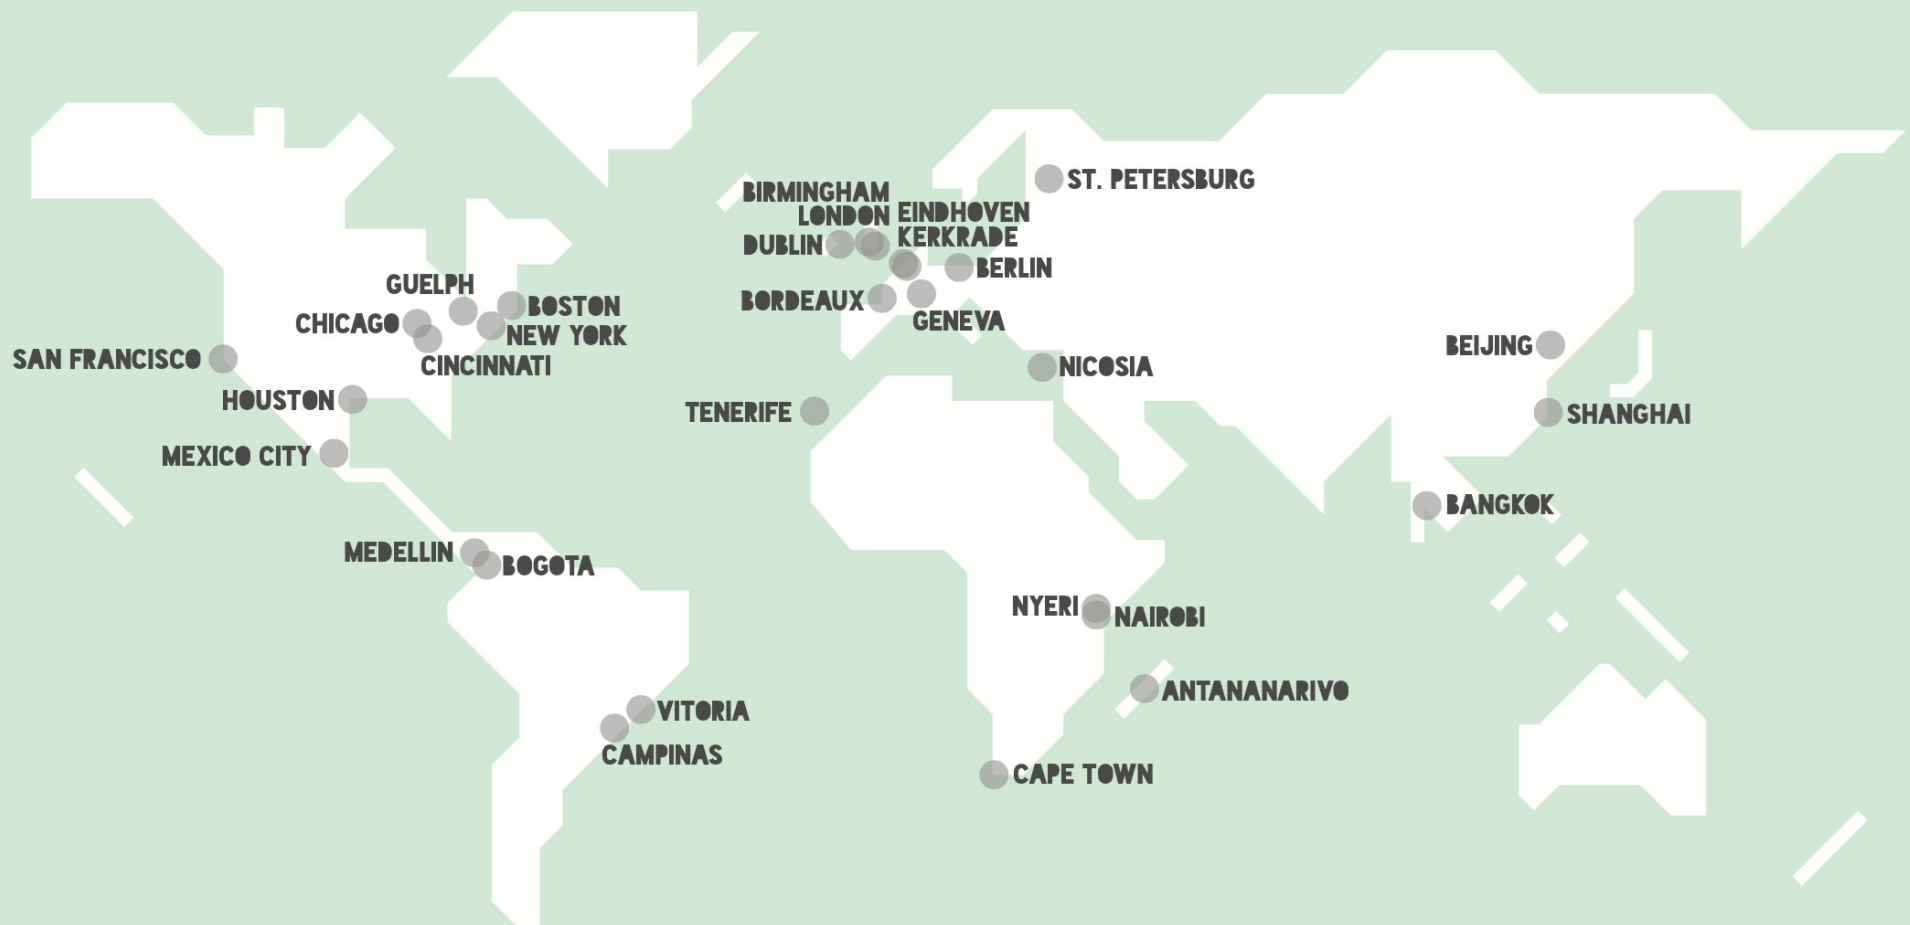 ST. PETERSBURG
BIRMINGHAM
LONDON
EINDHOVEN
KERKRADE
DUBLIN
BERLIN
BORDEAUX
GENEVA
GUELPH
BOSTON
CHICAGO
NEW YORK
CINCINNATI
SAN FRANCISCO
HOUSTON
MEXICO CITY
NICOSIA
TENERIFE
BEIJING
SHANGHAI
BANGKOK
MEDELLIN
BOGOTA
NYERI
NAIROBI
ANTANANARIVO
VITORIA
CAMPINAS
CAPE TOWN